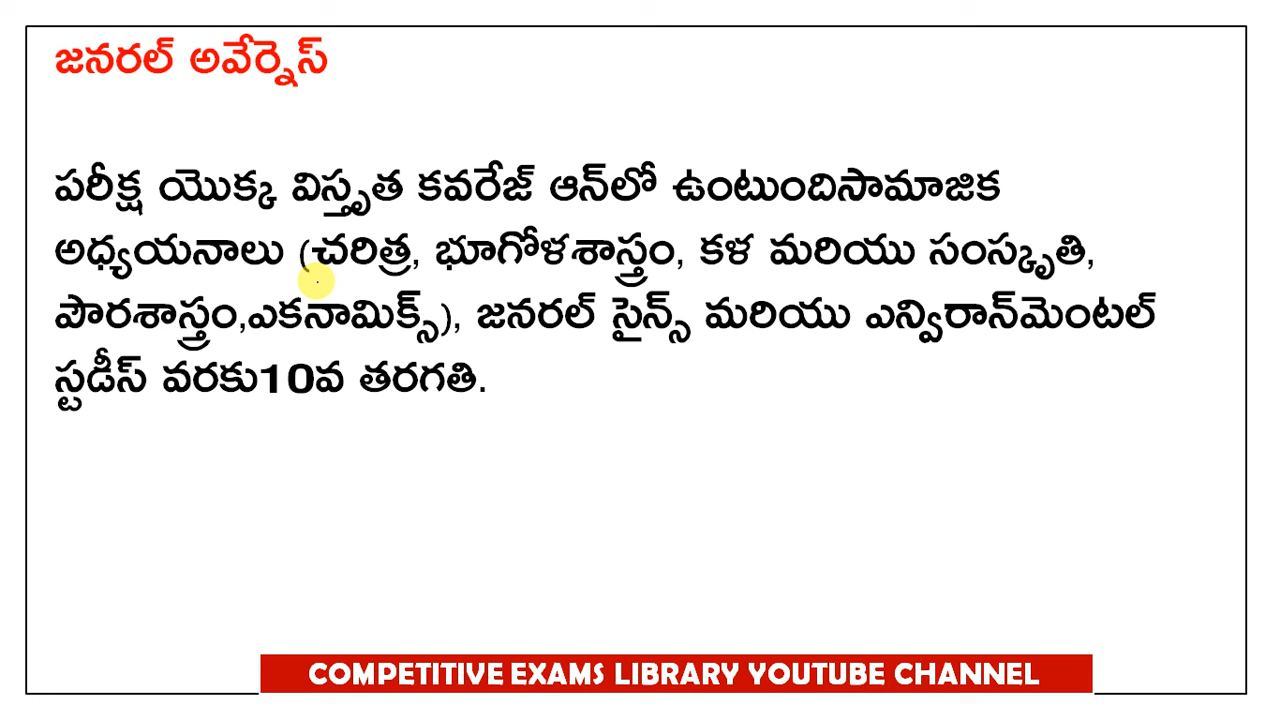 జనరల్ అవేర్నెస్
పరీక్ష యొక్క విస్తృత కవరేజ్ ఆన్‌లో ఉంటుందిసామాజిక
అధ్యయనాలు (చరిత్ర, భూగోళశాస్త్రం, కళ మరియు సంస్కృతి,
పౌరశాస్త్రం,ఎకనామిక్స్), జనరల్ సైన్స్ మరియు ఎన్విరాన్‌మెంటల్
స్టడీస్ వరకు10వ తరగతి.
COMPETITIVE EXAMS LIBRARY YOUTUBE CHANNEL